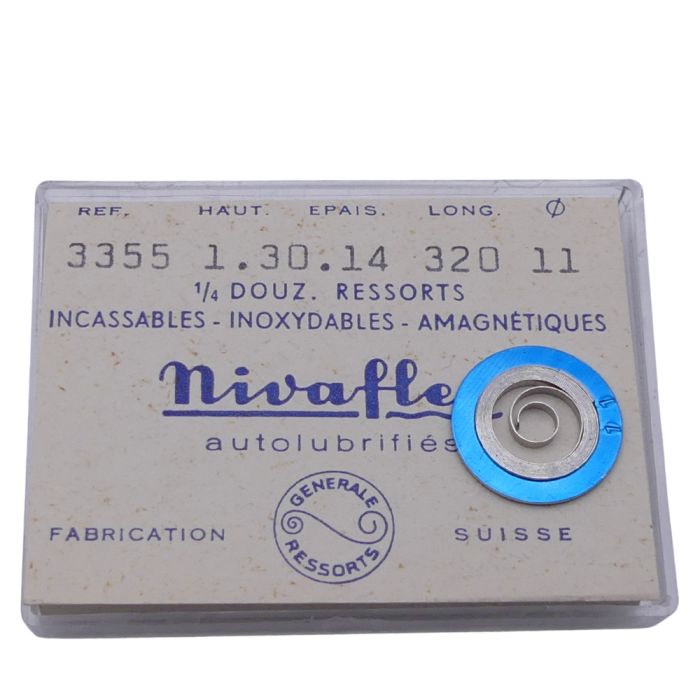 REF. HAUT. EPAIS. LONG. Ø
3355 1.30.14 320 11
1/4 DOUZ. RESSORTS
INCASSABLES - INOXYDABLES - AMAGNÉTIQUES
Nivafle
autolubrifiés
GENERALE
RESSORTS
FABRICATION SUISSE
11